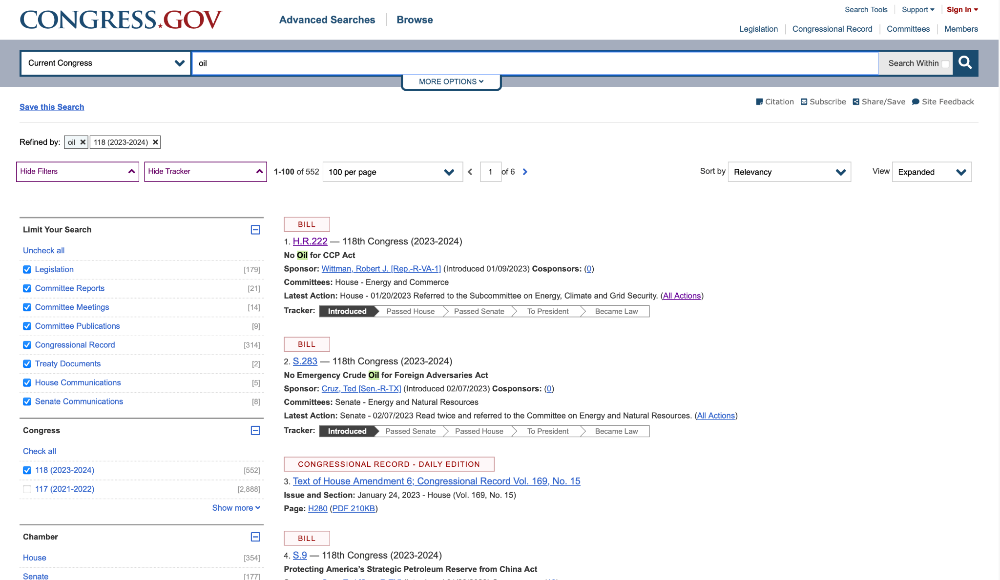 CONGRESS.GOV
Advanced Searches
Browse
Search Tools
Support
Sign In
Legislation
Congressional Record
Committees
Members
Current Congress
oil
Search Within
MORE OPTIONS
Save this Search
Citation
Subscribe
Share/Save
Site Feedback
Refined by: oil 118 (2023-2024)
Hide Filters
Hide Tracker
1-100 of 552
100 per page
1 of 6
Sort by Relevancy
View Expanded
Limit Your Search
Uncheck all
Legislation [179]
Committee Reports [21]
Committee Meetings [14]
Committee Publications [9]
Congressional Record [314]
Treaty Documents [2]
House Communications [5]
Senate Communications [8]
Congress
Check all
118 (2023-2024) [552]
117 (2021-2022) [2,888]
Show more
Chamber
House [354]
Senate [177]
BILL
1. H.R.222 — 118th Congress (2023-2024)
No Oil for CCP Act
Sponsor: Wittman, Robert J. [Rep.-R-VA-1] (Introduced 01/09/2023) Cosponsors: (0)
Committees: House - Energy and Commerce
Latest Action: House - 01/20/2023 Referred to the Subcommittee on Energy, Climate and Grid Security. (All Actions)
Tracker: Introduced Passed House Passed Senate To President Became Law
BILL
2. S.283 — 118th Congress (2023-2024)
No Emergency Crude Oil for Foreign Adversaries Act
Sponsor: Cruz, Ted [Sen.-R-TX] (Introduced 02/07/2023) Cosponsors: (0)
Committees: Senate - Energy and Natural Resources
Latest Action: Senate - 02/07/2023 Read twice and referred to the Committee on Energy and Natural Resources. (All Actions)
Tracker: Introduced Passed Senate Passed House To President Became Law
CONGRESSIONAL RECORD - DAILY EDITION
3. Text of House Amendment 6; Congressional Record Vol. 169, No. 15
Issue and Section: January 24, 2023 - House (Vol. 169, No. 15)
Page: H280 (PDF 210KB)
BILL
4. S.9 — 118th Congress (2023-2024)
Protecting America’s Strategic Petroleum Reserve from China Act